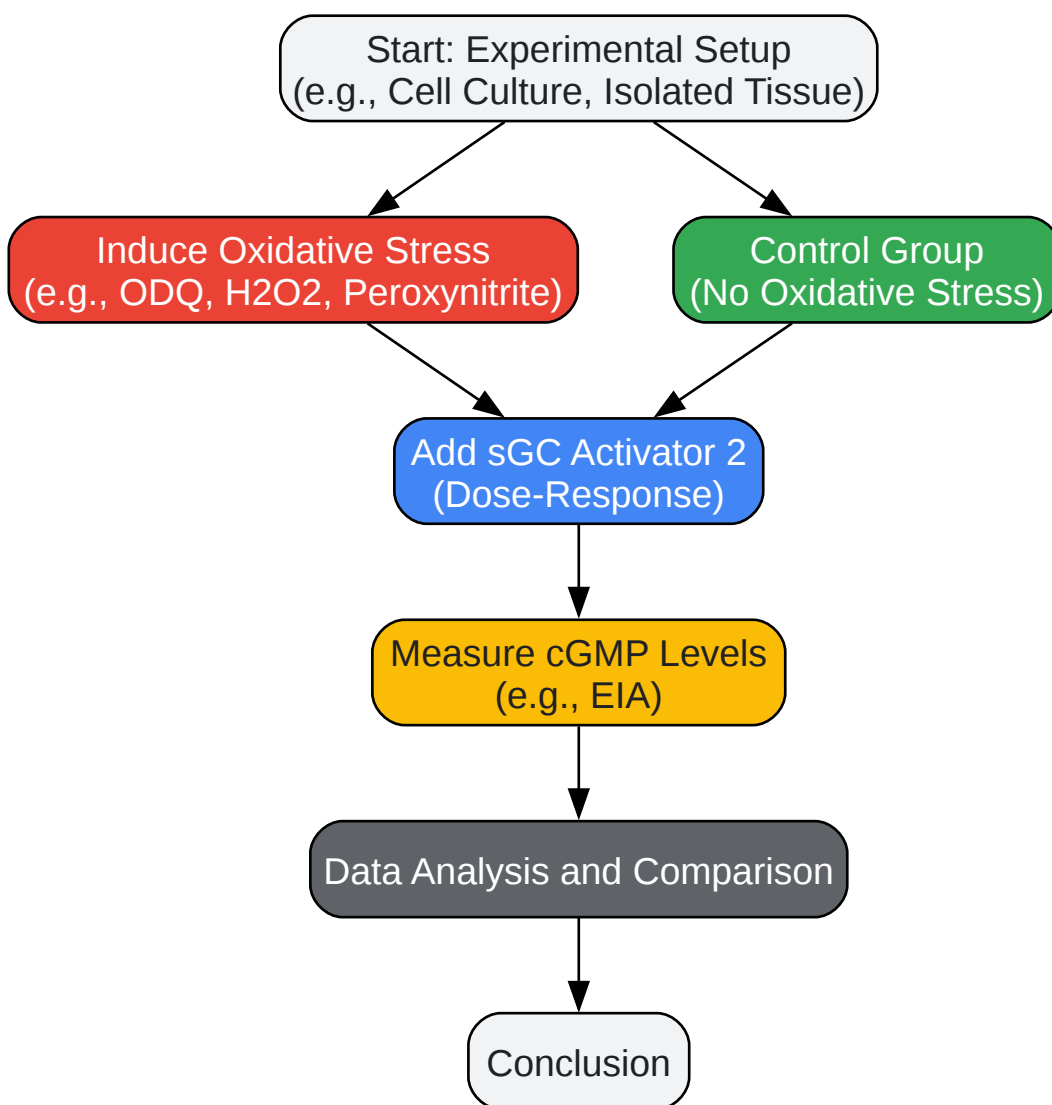 Start: Experimental Setup
(e.g., Cell Culture, Isolated Tissue)
Induce Oxidative Stress
(e.g., ODQ, H2O2, Peroxynitrite)
Control Group
(No Oxidative Stress)
Add sGC Activator 2
(Dose-Response)
Measure cGMP Levels
(e.g., EIA)
Data Analysis and Comparison
Conclusion